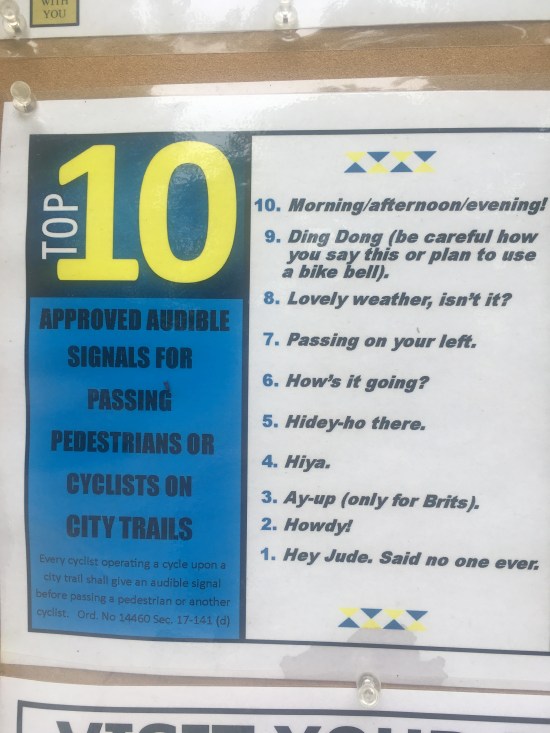 WITH
YOU
TOP
10
APPROVED AUDIBLE
SIGNALS FOR
PASSING
PEDESTRIANS OR
CYCLISTS ON
CITY TRAILS
Every cyclist operating a cycle upon a
city trail shall give an audible signal
before passing a pedestrian or another
cyclist. Ord. No 14460 Sec. 17-141 (d)
10. Morning/afternoon/evening!
9. Ding Dong (be careful how
you say this or plan to use
a bike bell).
8. Lovely weather, isn't it?
7. Passing on your left.
6. How's it going?
5. Hidey-ho there.
4. Hiya.
3. Ay-up (only for Brits).
2. Howdy!
1. Hey Jude. Said no one ever.
VISIT YOUR